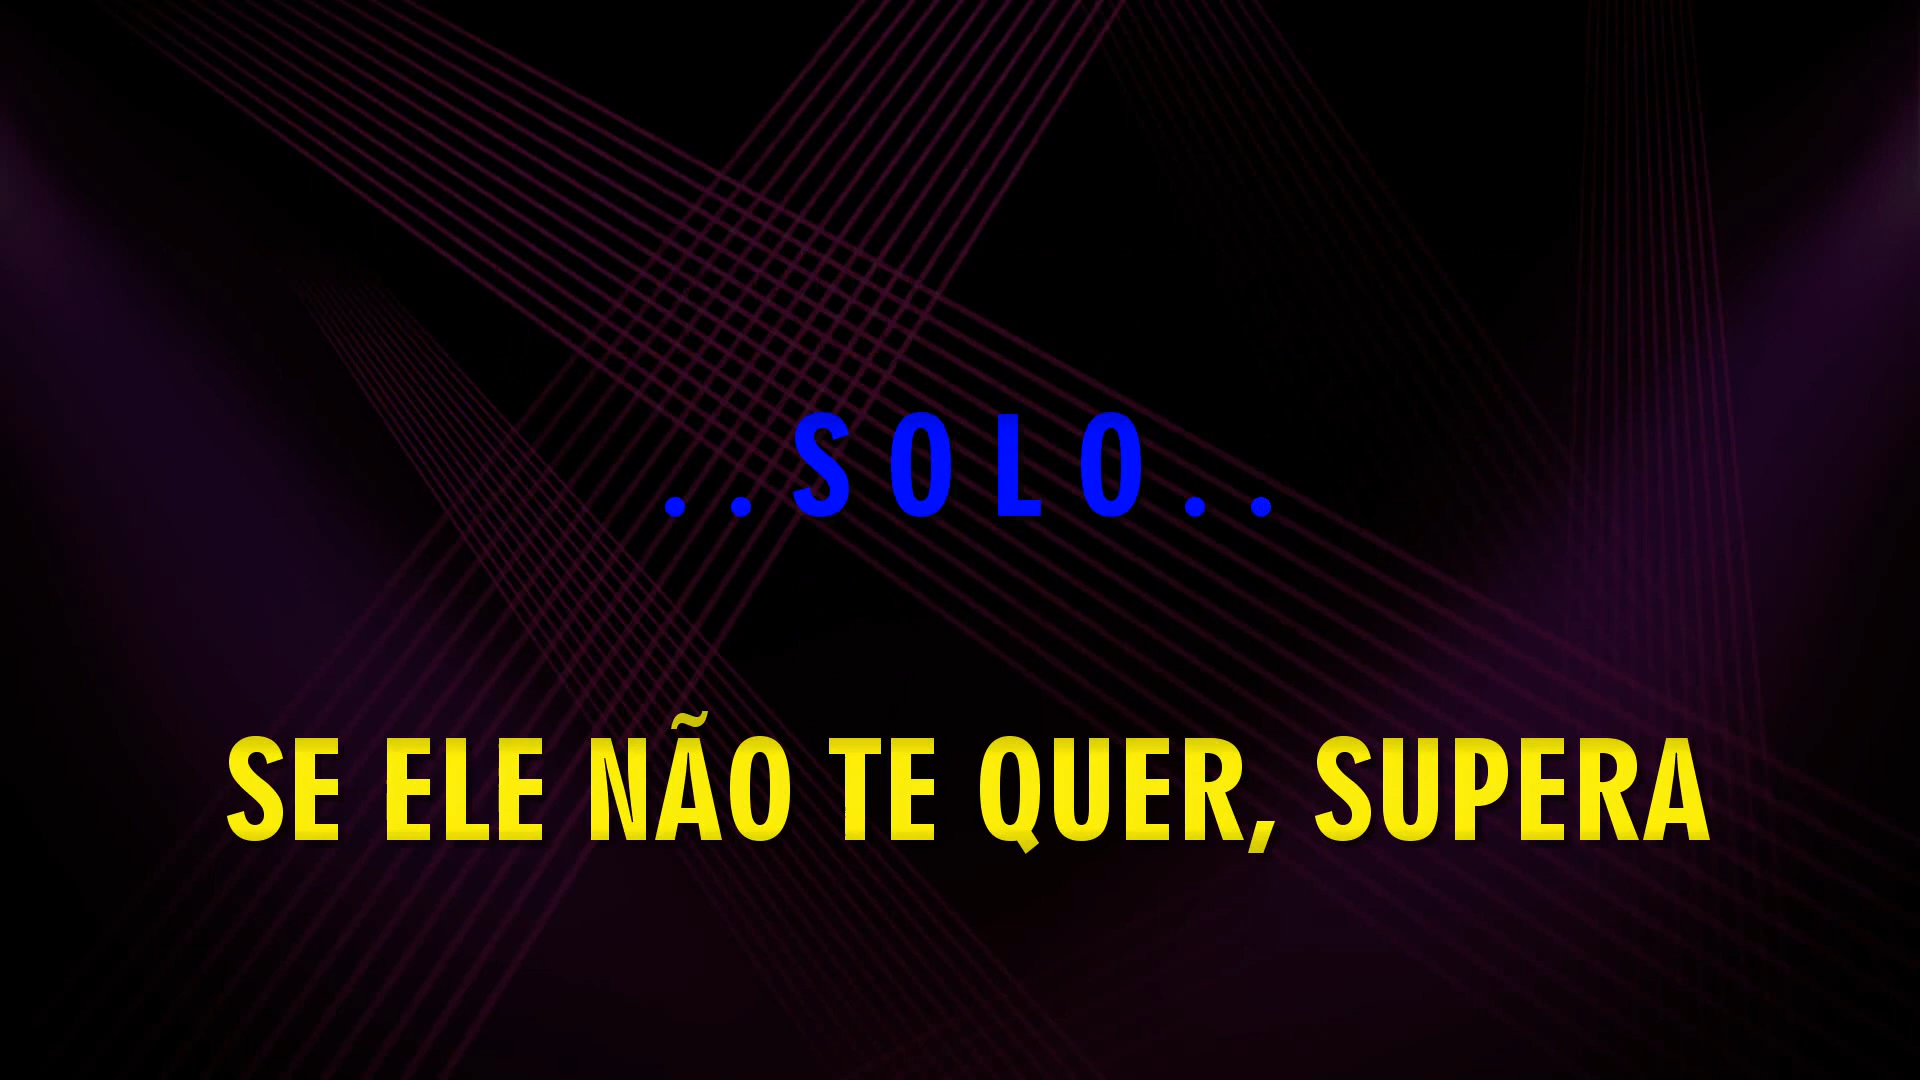 . . S O L O . .
SE ELE NÃO TE QUER, SUPERA